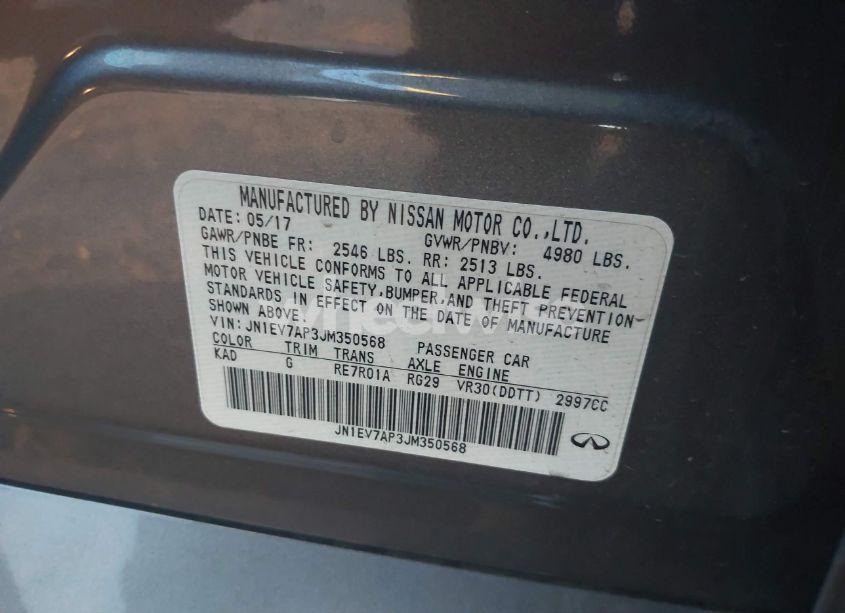 MANUFACTURED BY NISSAN MOTOR CO.,LTD.
DATE: 05/17 GVWR/PNBV: 4980 LBS.
GAWR/PNBE FR: 2546 LBS. RR: 2513 LBS.
THIS VEHICLE CONFORMS TO ALL APPLICABLE FEDERAL
MOTOR VEHICLE SAFETY,BUMPER,AND THEFT PREVENTION
STANDARDS IN EFFECT ON THE DATE OF MANUFACTURE
SHOWN ABOVE.
VIN: JN1EV7AP3JM350568 PASSENGER CAR
COLOR TRIM TRANS AXLE ENGINE
KAD G RE7R01A RG29 VR30(DDTT) 2997CC
JN1EV7AP3JM350568